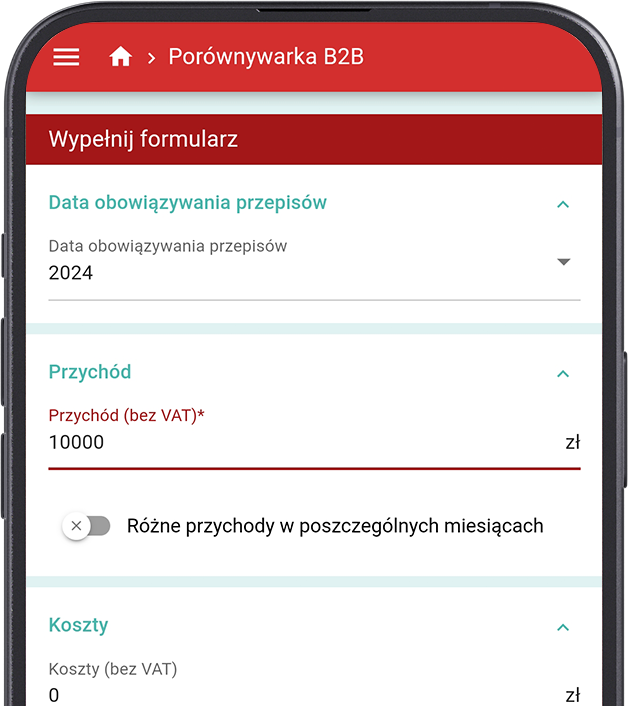 Porównywarka B2B
Wypełnij formularz
Data obowiązywania przepisów
Data obowiązywania przepisów
2024
Przychód
Przychód (bez VAT)*
10000 zł
Różne przychody w poszczególnych miesiącach
Koszty
Koszty (bez VAT)
0 zł